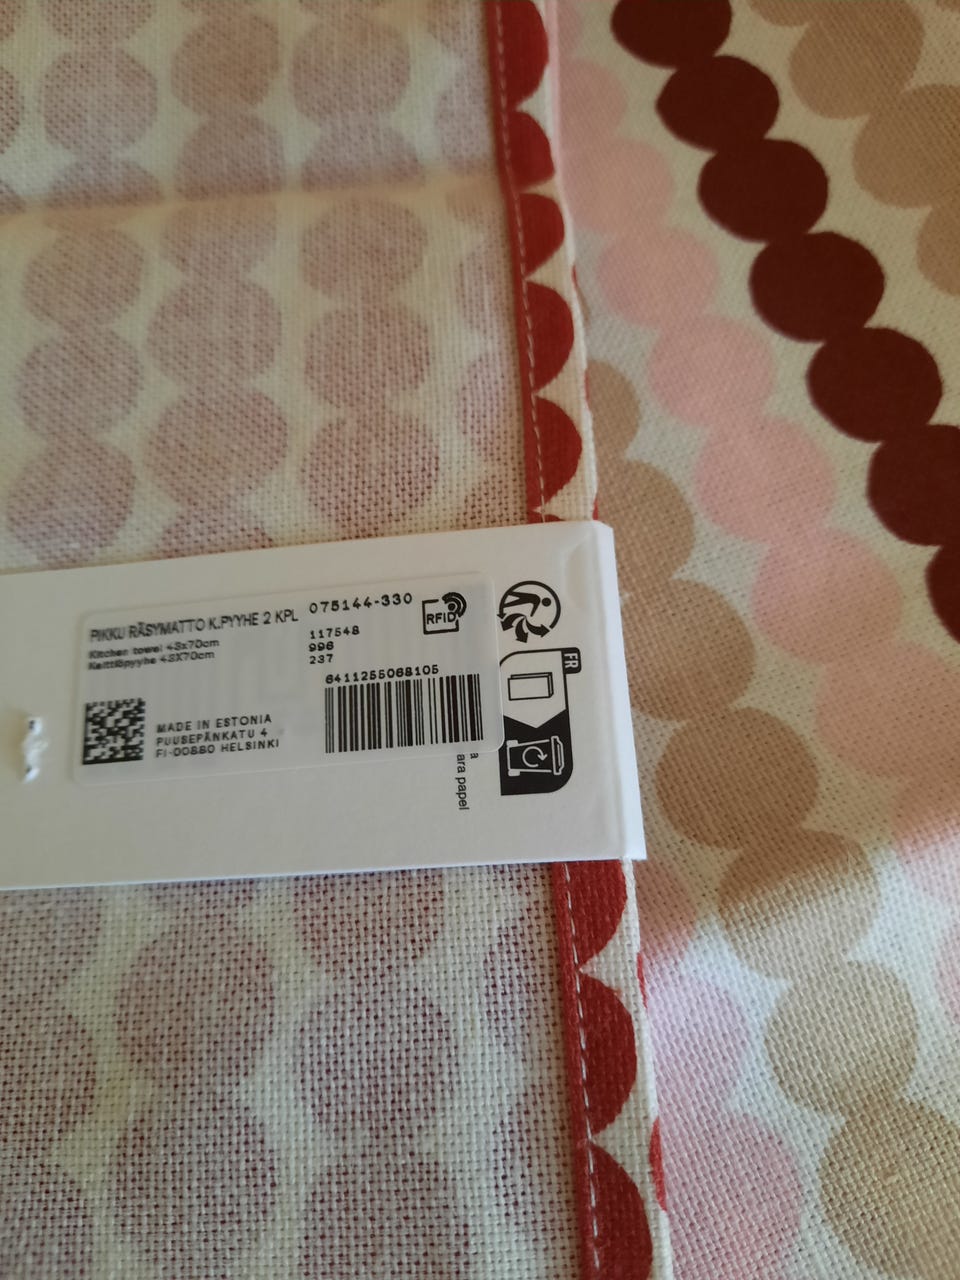 PIKKU RÄSYMATTO K.PYYHE 2 KPL
Kitchen towel 43x70cm
Keittiöpyyhe 43X70cm
075144-330
117548
996
237
RFID
6411255068105
MADE IN ESTONIA
PUUSEPÄNKATU 4
FI-00880 HELSINKI
FR
a
ara papel